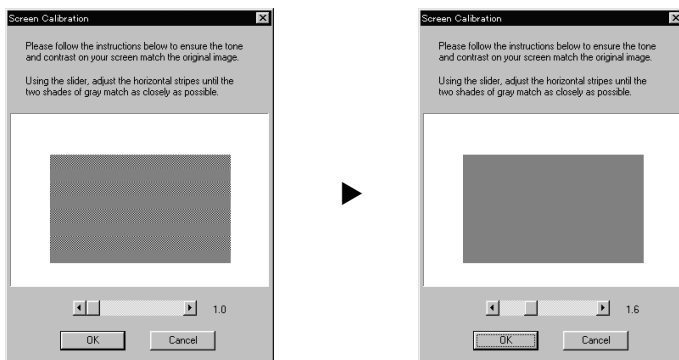 Screen Calibration
Please follow the instructions below to ensure the tone
and contrast on your screen match the original image.
Using the slider, adjust the horizontal stripes until the
two shades of gray match as closely as possible.
1.0
OK Cancel
Screen Calibration
Please follow the instructions below to ensure the tone
and contrast on your screen match the original image.
Using the slider, adjust the horizontal stripes until the
two shades of gray match as closely as possible.
1.6
OK Cancel